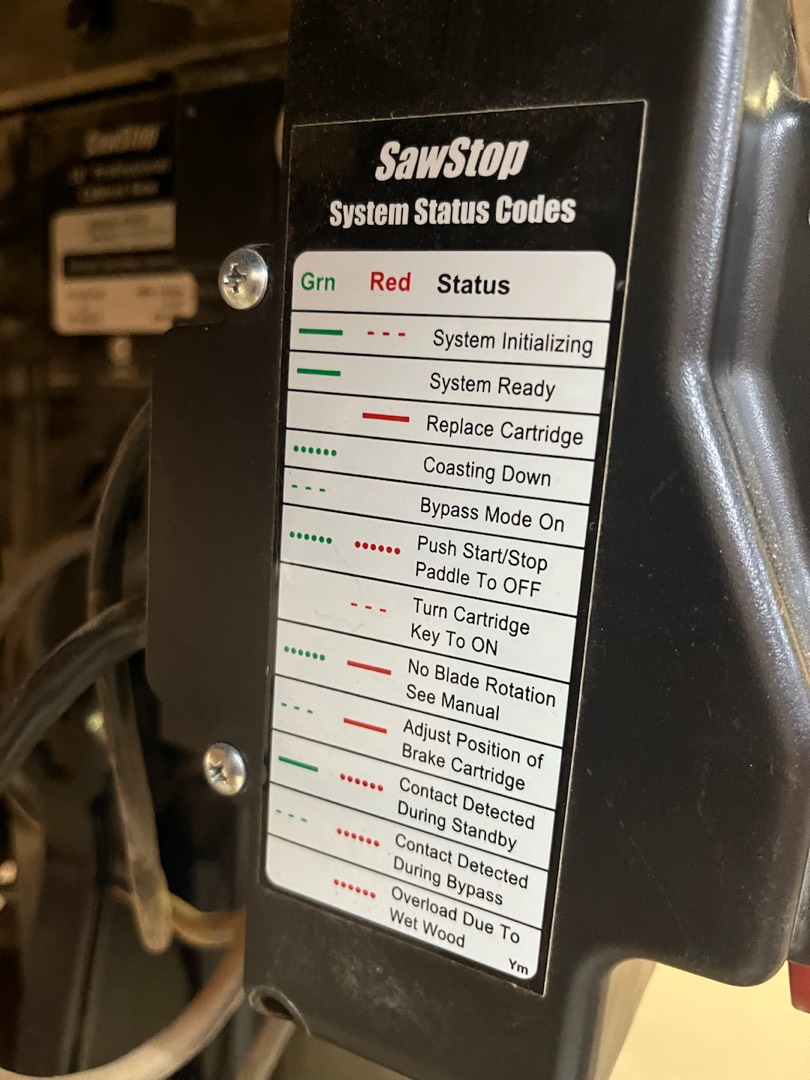 SawStop
System Status Codes
Grn Red Status
System Initializing
System Ready
Replace Cartridge
Coasting Down
Bypass Mode On
Push Start/Stop
Paddle To OFF
Turn Cartridge
Key To ON
No Blade Rotation
See Manual
Adjust Position of
Brake Cartridge
Contact Detected
During Standby
Contact Detected
During Bypass
Overload Due To
Wet Wood
Ym
SawStop